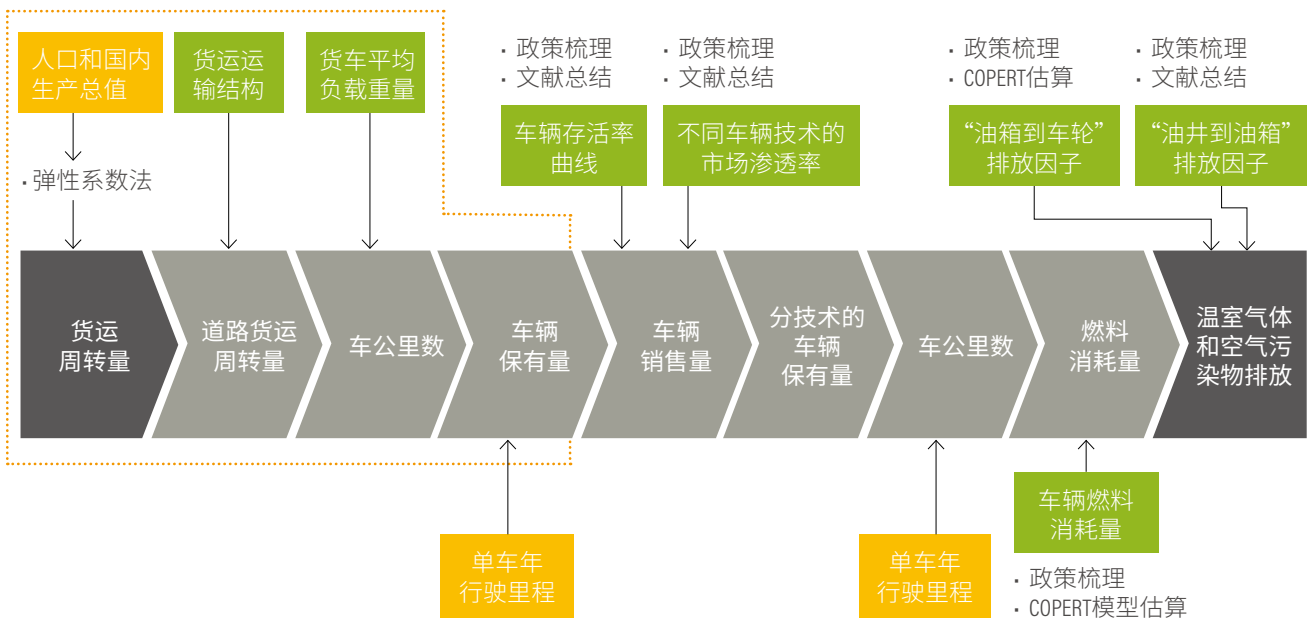 人口和国内
生产总值
货运运
输结构
货车平均
负载重量
· 政策梳理
· 文献总结
· 政策梳理
· 文献总结
· 政策梳理
· COPERT估算
· 政策梳理
· 文献总结
车辆存活率
曲线
不同车辆技术的
市场渗透率
“油箱到车轮”
排放因子
“油井到油箱”
排放因子
· 弹性系数法
货运
周转量
道路货运
周转量
车公里数
车辆
保有量
车辆
销售量
分技术的
车辆
保有量
车公里数
燃料
消耗量
温室气体
和空气污
染物排放
单车年
行驶里程
单车年
行驶里程
车辆燃料
消耗量
· 政策梳理
· COPERT模型估算